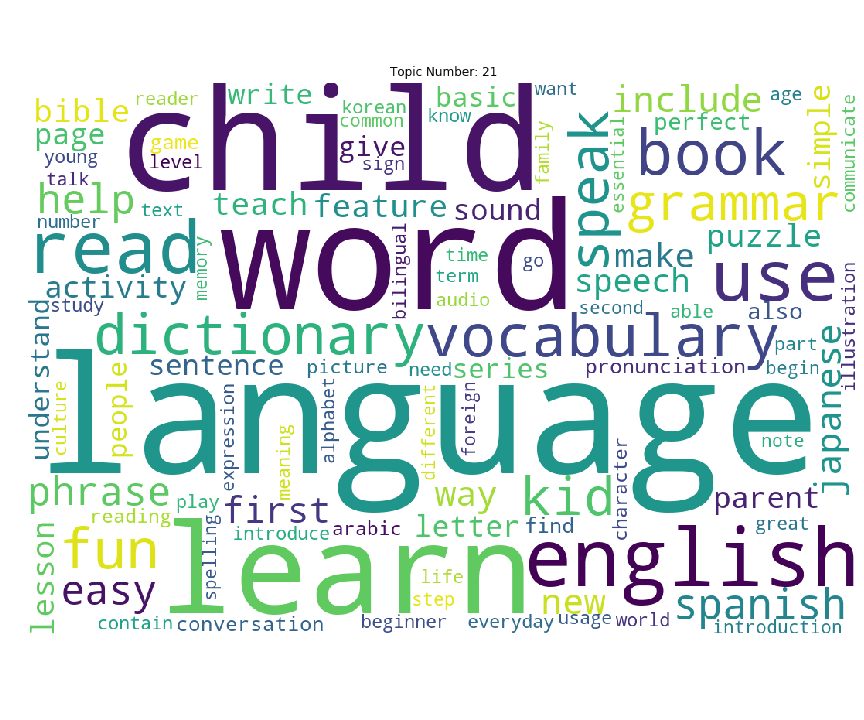 Topic Number: 21
bible
reader
write
child
korean
common
basic
know
want
include
age
simple
communicate
page
game
give
family
speak
essential
perfect
book
young
level
sign
talk
help
text
teach
feature
sound
grammar
number
read
memory
word
bilingual
time
go
make
puzzle
activity
term
speech
use
study
audio
second
able
also
illustration
understand
dictionary
vocabulary
part
sentence
picture
need
series
pronunciation
begin
japanese
culture
people
language
expression
meaning
alphabet
different
foreign
note
phrase
play
first
way
kid
character
parent
reading
spelling
introduce
arabic
letter
find
great
lesson
fun
learn
english
easy
life
step
new
spanish
contain
conversation
beginner
everyday
usage
world
introduction